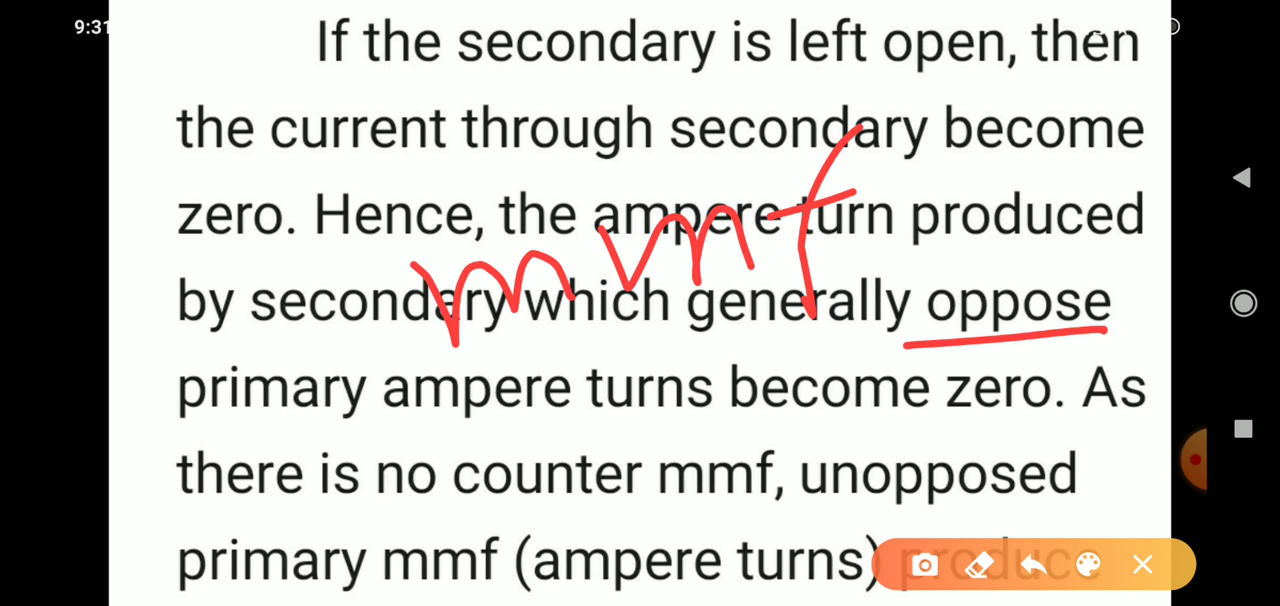 9:31
If the secondary is left open, then
the current through secondary become
zero. Hence, the ampere turn produced
mmf
by secondary which generally oppose
primary ampere turns become zero. As
there is no counter mmf, unopposed
primary mmf (ampere turns) produce